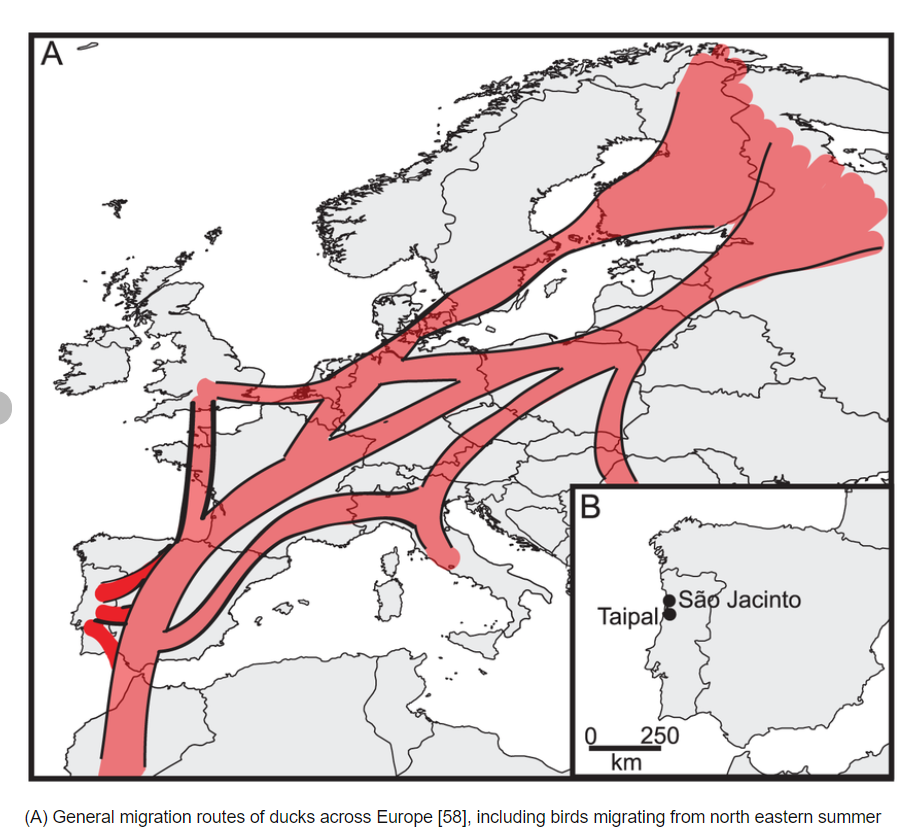 A
B
São Jacinto
Taipal
0 250
km
(A) General migration routes of ducks across Europe [58], including birds migrating from north eastern summer